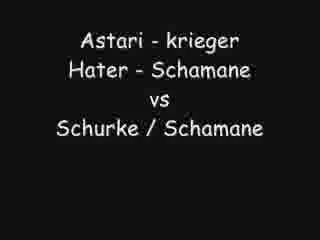 Astari - krieger
Hater - Schamane
vs
Schurke / Schamane